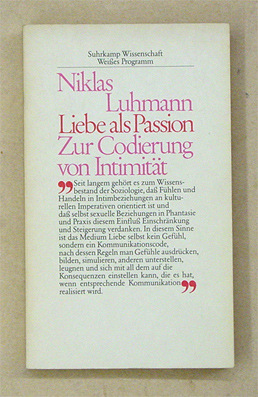 Suhrkamp Wissenschaft
Weißes Programm
Niklas
Luhmann
Liebe als Passion
Zur Codierung
von Intimität
„Seit langem gehört es zum Wissens-
bestand der Soziologie, daß Fühlen und
Handeln in Intimbeziehungen an kultu-
rellen Imperativen orientiert ist und
daß selbst sexuelle Beziehungen in Phantasie
und Praxis diesem Einfluß Einschränkung
und Steigerung verdanken. In diesem Sinne
ist das Medium Liebe selbst kein Gefühl,
sondern ein Kommunikationscode,
nach dessen Regeln man Gefühle ausdrücken,
bilden, simulieren, anderen unterstellen,
leugnen und sich mit all dem auf die
Konsequenzen einstellen kann, die es hat,
wenn entsprechende Kommunikation
realisiert wird.”